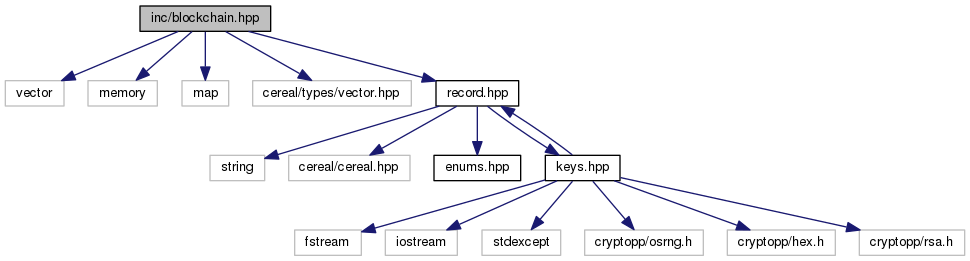 inc/blockchain.hpp
vector
memory
map
cereal/types/vector.hpp
record.hpp
string
cereal/cereal.hpp
enums.hpp
keys.hpp
fstream
iostream
stdexcept
cryptopp/osrng.h
cryptopp/hex.h
cryptopp/rsa.h